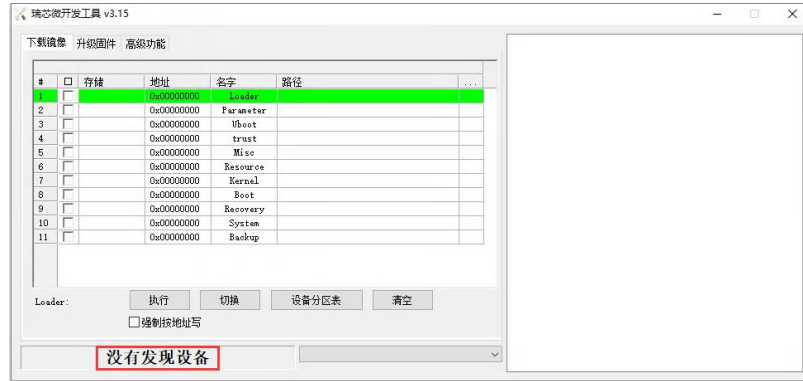 瑞芯微开发工具 v3.15
下载镜像 升级固件 高级功能
# 存储 地址 名字 路径 ...
1 0x00000000 Loader
2 0x00000000 Parameter
3 0x00000000 Uboot
4 0x00000000 trust
5 0x00000000 Misc
6 0x00000000 Resource
7 0x00000000 Kernel
8 0x00000000 Boot
9 0x00000000 Recovery
10 0x00000000 System
11 0x00000000 Backup
Loader: 执行 切换 设备分区表 清空
强制按地址写
没有发现设备